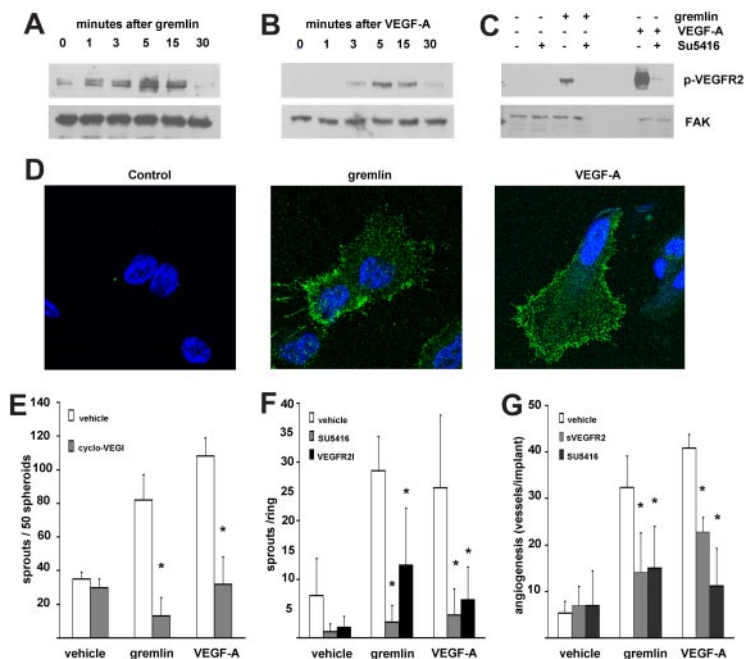 A
minutes after gremlin
0 1 3 5 15 30
B
minutes after VEGF-A
0 1 3 5 15 30
C
- - + + gremlin
- - + + VEGF-A
- + - + - + Su5416
p-VEGFR2
FAK
D
Control
gremlin
VEGF-A
E
sprouts / 50 spheroids
140
120
100
80
60
40
20
vehicle
cyclo-VEGI
*
*
vehicle gremlin VEGF-A
F
sprouts /ring
40
35
30
25
20
15
10
5
vehicle
SU5416
VEGFR2I
* *
* *
vehicle gremlin VEGF-A
G
angiogenesis (vessels/implant)
50
40
30
20
10
vehicle
sVEGFR2
SU5416
* *
* *
vehicle gremlin VEGF-A